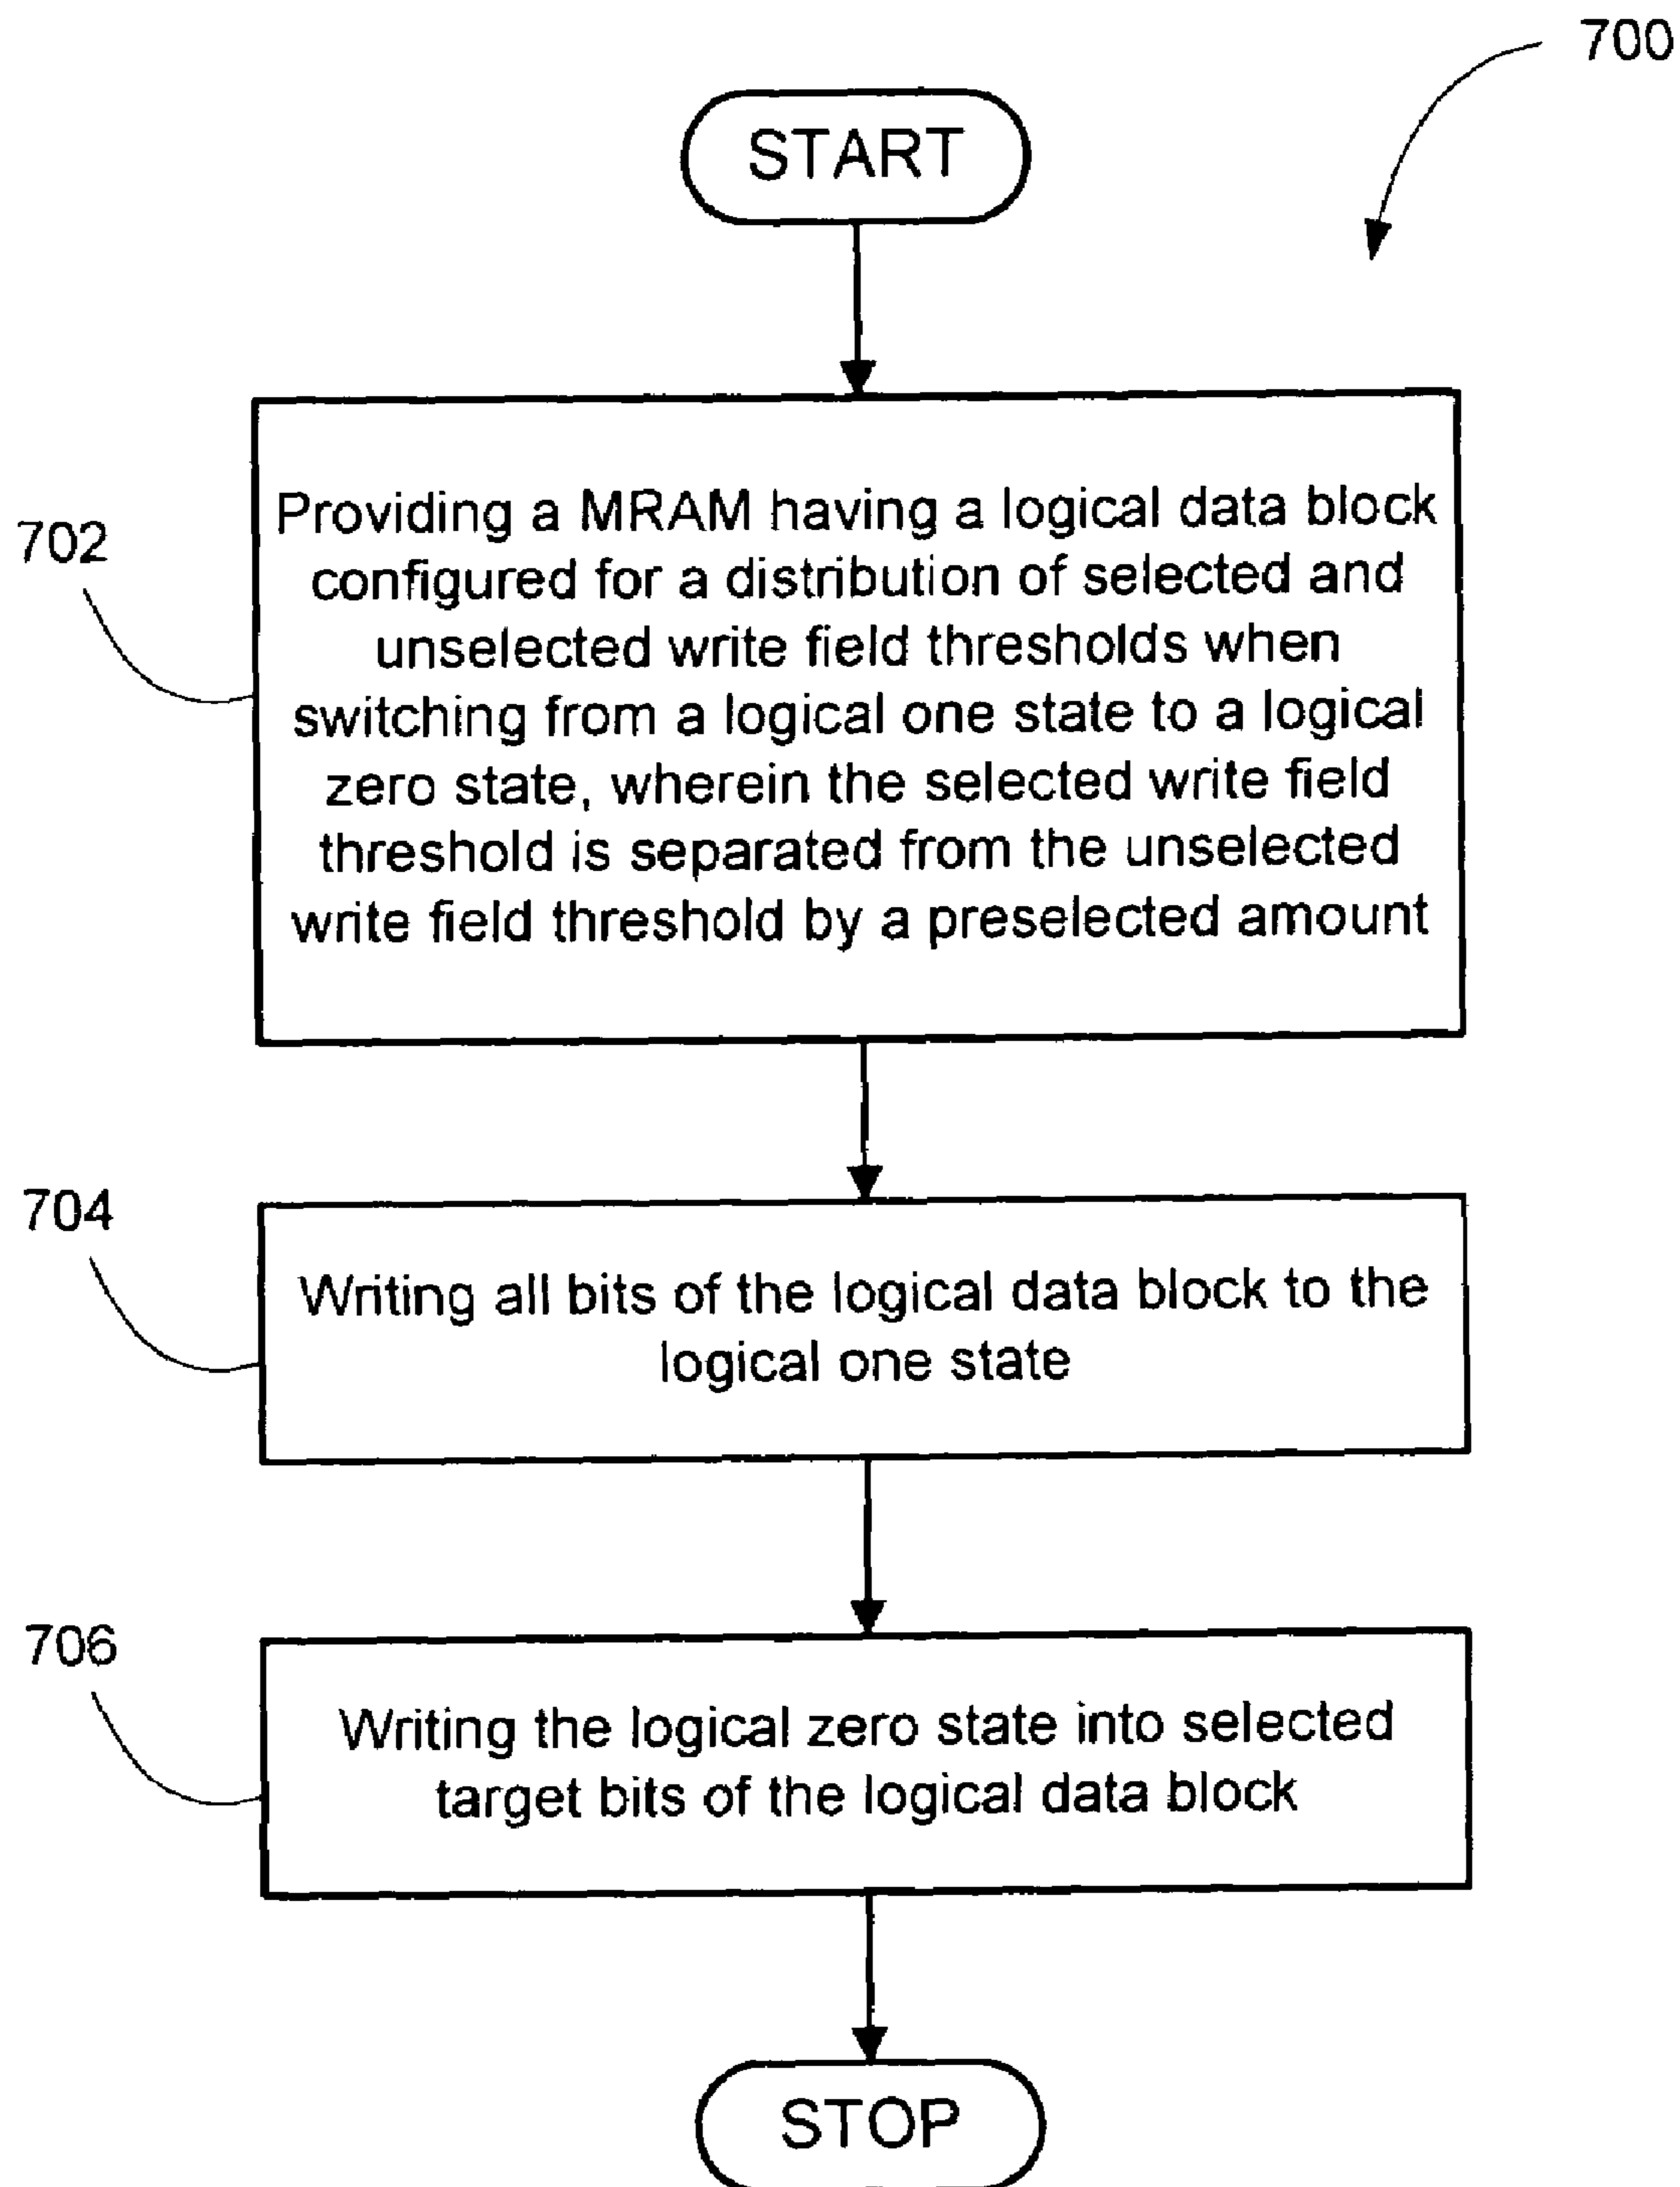 700
START
702
Providing a MRAM having a logical data block
configured for a distribution of selected and
unselected write field thresholds when
switching from a logical one state to a logical
zero state, wherein the selected write field
threshold is separated from the unselected
write field threshold by a preselected amount
704
Writing all bits of the logical data block to the
logical one state
706
Writing the logical zero state into selected
target bits of the logical data block
STOP